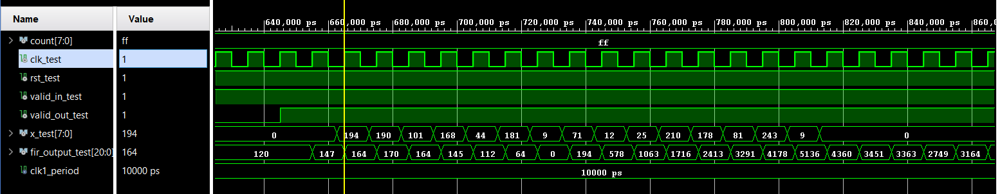 Name Value
640,000 ps 660,000 ps 680,000 ps 700,000 ps 720,000 ps 740,000 ps 760,000 ps 780,000 ps 800,000 ps 820,000 ps 840,000 ps 860,
count[7:0] ff ff
clk_test 1
rst_test 1
valid_in_test 1
valid_out_test 1
x_test[7:0] 194 0 194 190 101 168 44 181 9 71 12 25 210 178 81 243 9 0
fir_output_test[20:0] 164 120 147 164 170 164 145 112 64 0 194 578 1063 1716 2413 3291 4178 5136 4360 3451 3363 2749 3164
clk1_period 10000 ps 10000 ps